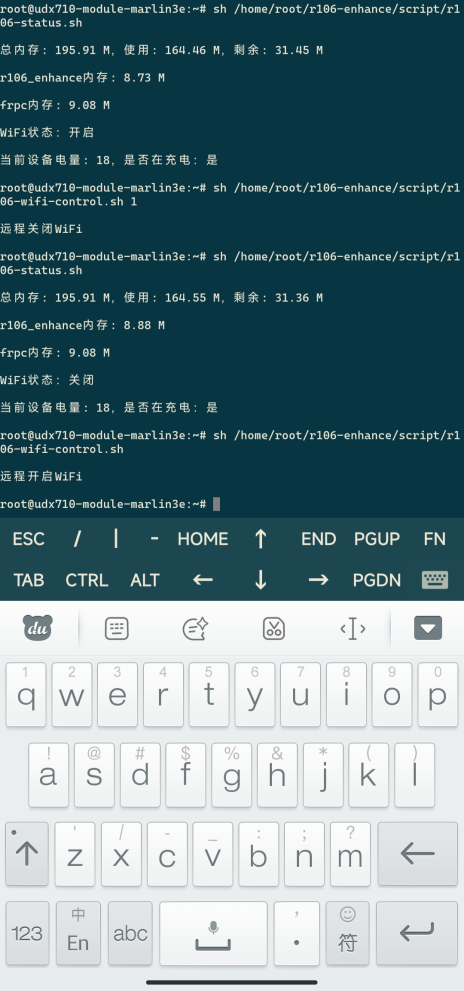 root@udx710-module-marlin3e:~# sh /home/root/r106-enhance/script/r1
06-status.sh
总内存: 195.91 M, 使用: 164.46 M, 剩余: 31.45 M
r106_enhance内存: 8.73 M
frpc内存: 9.08 M
WiFi状态: 开启
当前设备电量: 18, 是否在充电: 是
root@udx710-module-marlin3e:~# sh /home/root/r106-enhance/script/r1
06-wifi-control.sh 1
远程关闭WiFi
root@udx710-module-marlin3e:~# sh /home/root/r106-enhance/script/r1
06-status.sh
总内存: 195.91 M, 使用: 164.55 M, 剩余: 31.36 M
r106_enhance内存: 8.88 M
frpc内存: 9.08 M
WiFi状态: 关闭
当前设备电量: 18, 是否在充电: 是
root@udx710-module-marlin3e:~# sh /home/root/r106-enhance/script/r1
06-wifi-control.sh
远程开启WiFi
root@udx710-module-marlin3e:~#
ESC / | - HOME ↑ END PGUP FN
TAB CTRL ALT ← ↓ → PGDN
du
1 2 3 4 5 6 7 8 9 0
q w e r t y u i o p
! @ # $ % & * ( )
a s d f g h j k l
' / - _ : ; ?
z x c v b n m
123 中 En abc , . 符